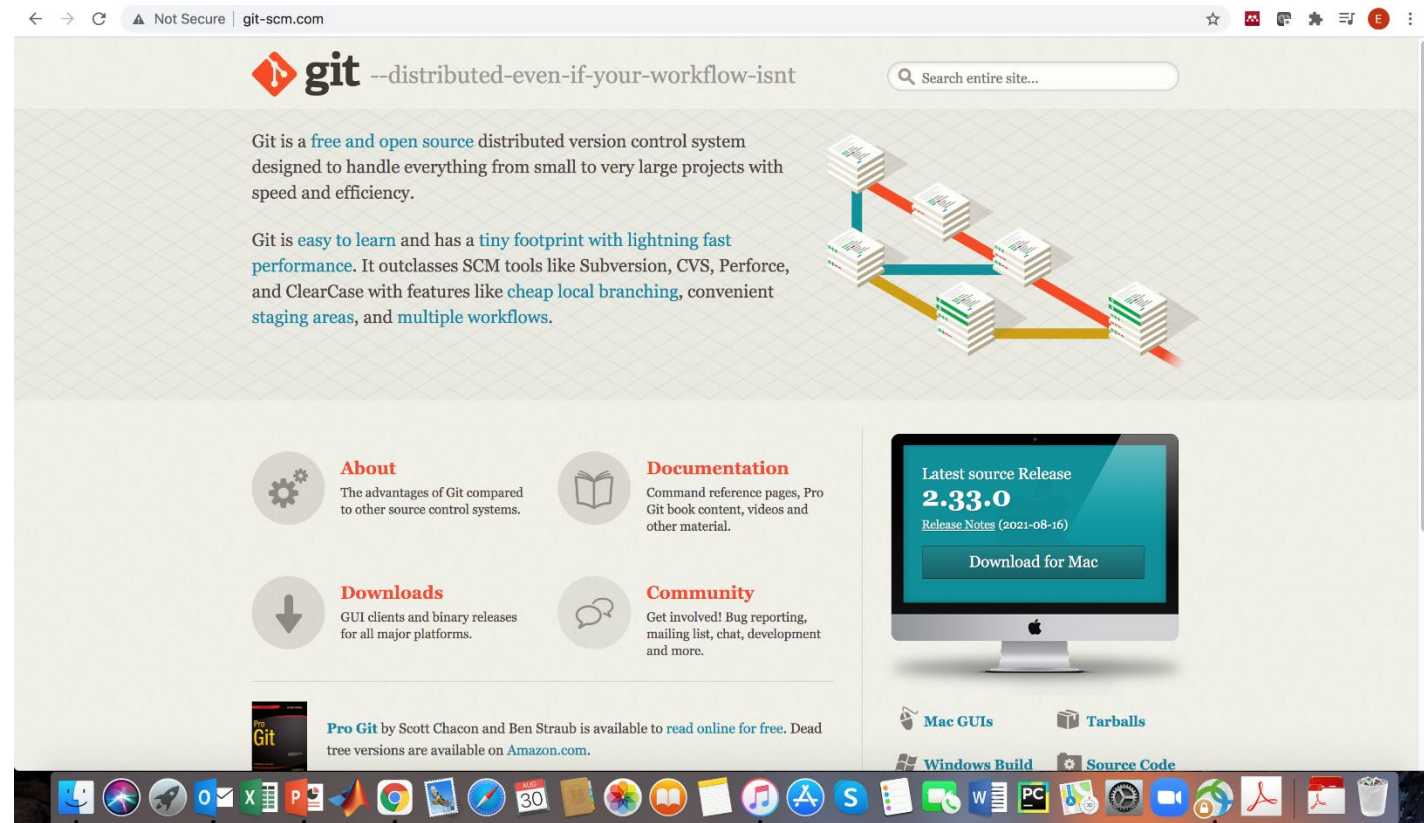 Not Secure git-scm.com
E
git --distributed-even-if-your-workflow-isnt
Search entire site...
Git is a free and open source distributed version control system
designed to handle everything from small to very large projects with
speed and efficiency.
Git is easy to learn and has a tiny footprint with lightning fast
performance. It outclasses SCM tools like Subversion, CVS, Perforce,
and ClearCase with features like cheap local branching, convenient
staging areas, and multiple workflows.
About
The advantages of Git compared
to other source control systems.
Documentation
Command reference pages, Pro
Git book content, videos and
other material.
Downloads
GUI clients and binary releases
for all major platforms.
Community
Get involved! Bug reporting,
mailing list, chat, development
and more.
Pro
Git
Pro Git by Scott Chacon and Ben Straub is available to read online for free. Dead
tree versions are available on Amazon.com.
Latest source Release
2.33.0
Release Notes (2021-08-16)
Download for Mac
Mac GUIs
Tarballs
Windows Build
Source Code
AUG
30
PC